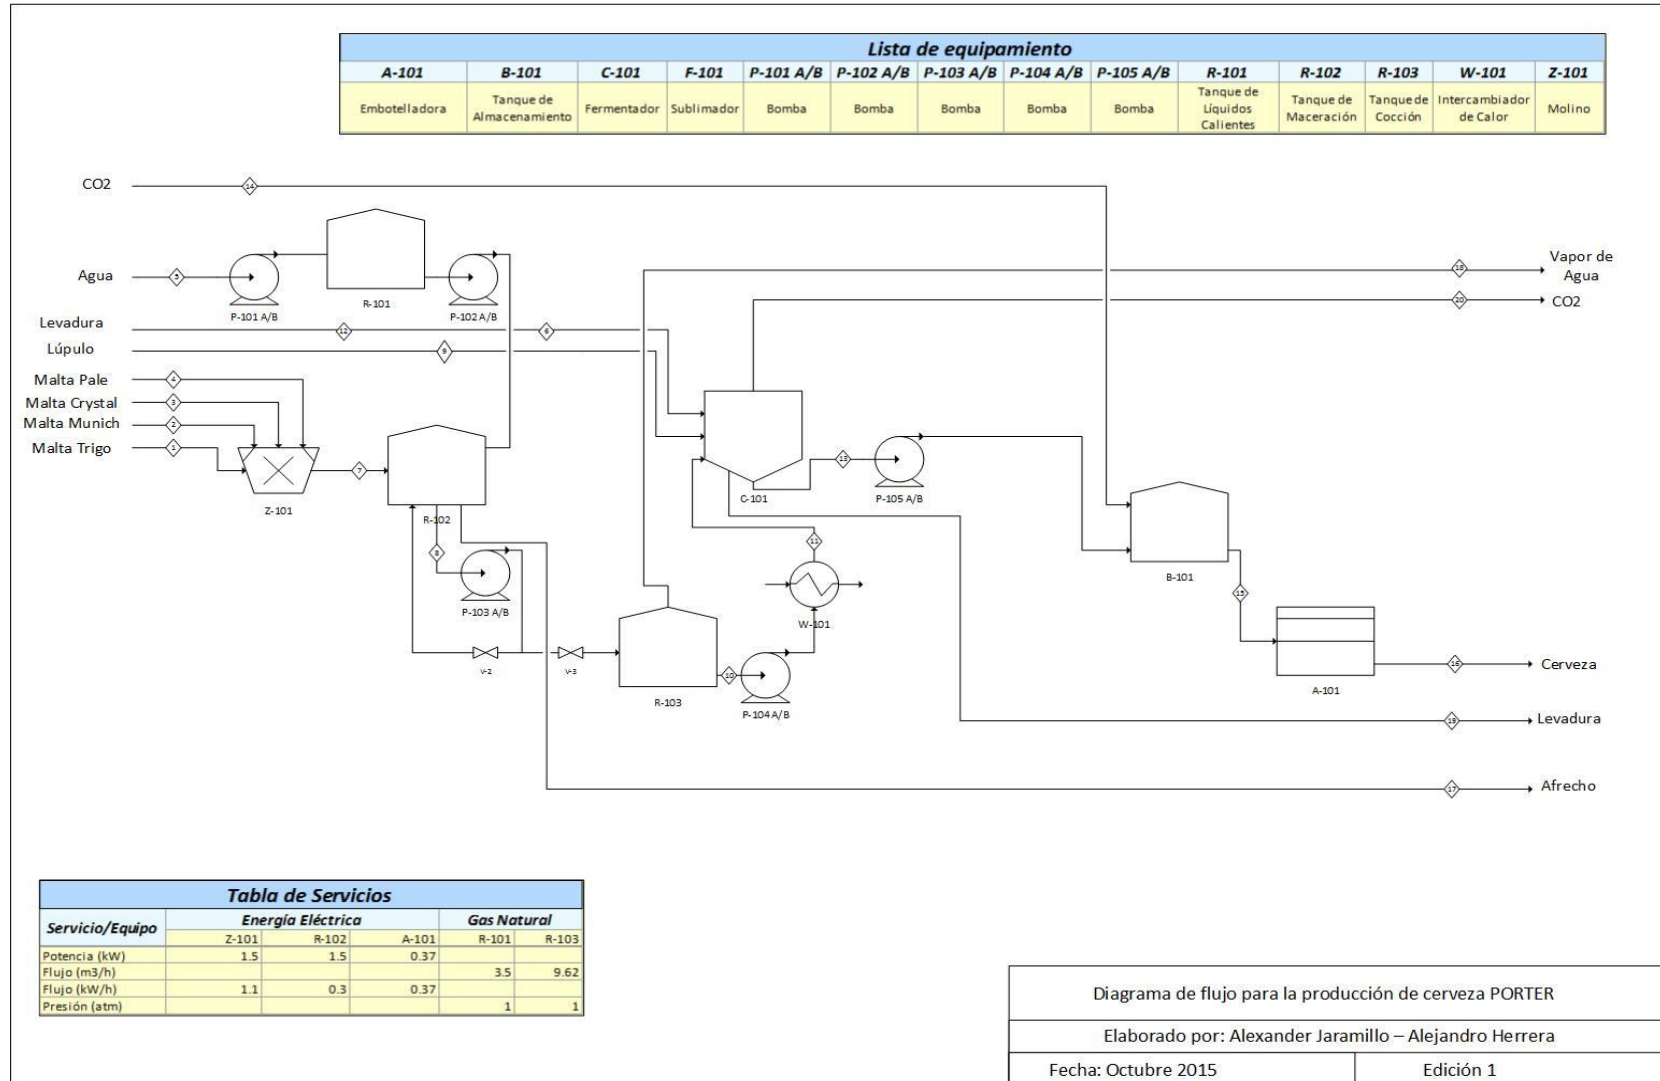 Lista de equipamiento
A-101 B-101 C-101 F-101 P-101 A/B P-102 A/B P-103 A/B P-104 A/B P-105 A/B R-101 R-102 R-103 W-101 Z-101
Embotelladora Tanque de Almacenamiento Fermentador Sublimador Bomba Bomba Bomba Bomba Bomba Tanque de Líquidos Calientes Tanque de Maceración Tanque de Cocción Intercambiador de Calor Molino
CO2
14
Vapor de
Agua
18
CO2
20
Agua
5
P-101 A/B
R-101
P-102 A/B
Levadura
12
6
Lúpulo
9
Malta Pale
4
Malta Crystal
3
Malta Munich
2
Malta Trigo
1
Z-101
7
R-102
8
P-103 A/B
V-2
V-3
R-103
10
P-104 A/B
W-101
11
C-101
13
P-105 A/B
B-101
15
A-101
16
Cerveza
19
Levadura
17
Afrecho
Tabla de Servicios
Servicio/Equipo Energía Eléctrica Gas Natural
Z-101 R-102 A-101 R-101 R-103
Potencia (kW) 1.5 1.5 0.37
Flujo (m3/h) 3.5 9.62
Flujo (kW/h) 1.1 0.3 0.37
Presión (atm) 1 1
Diagrama de flujo para la producción de cerveza PORTER
Elaborado por: Alexander Jaramillo – Alejandro Herrera
Fecha: Octubre 2015 Edición 1